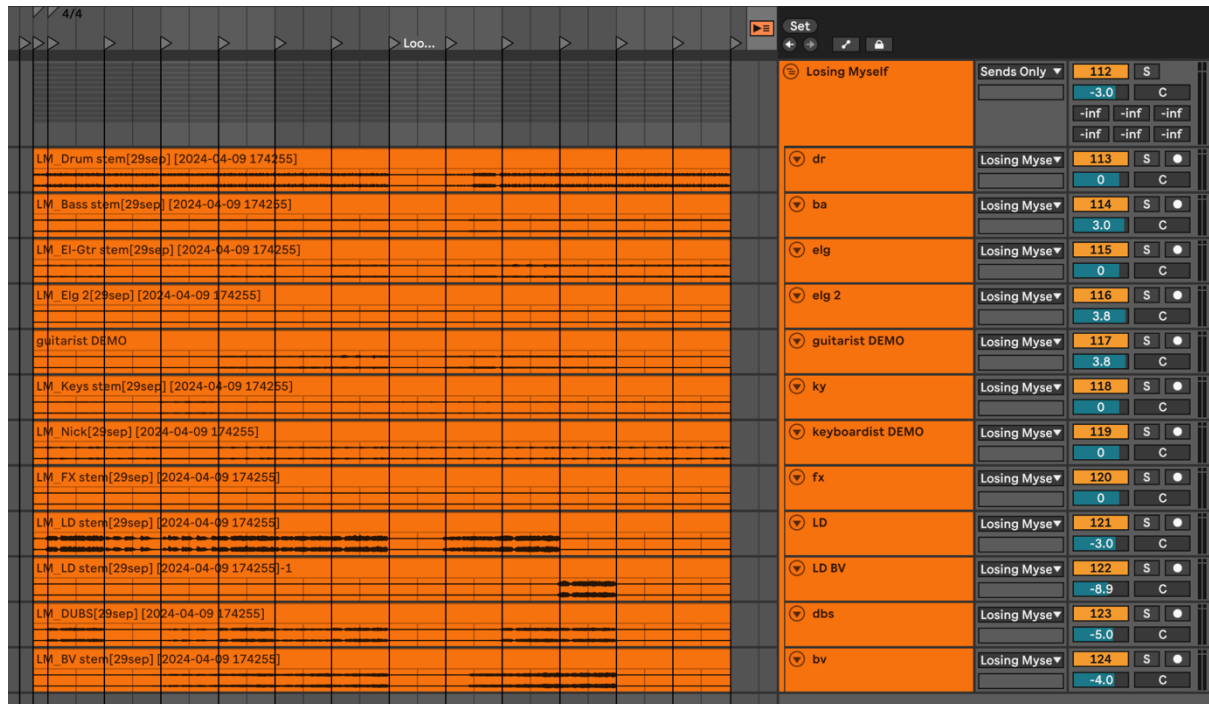 4/4
Loo...
Set
Losing Myself Sends Only 112 S
-3.0 C
-inf -inf -inf
-inf -inf -inf
LM_Drum stem[29sep] [2024-04-09 174255] dr Losing Myse 113 S
0 C
LM_Bass stem[29sep] [2024-04-09 174255] ba Losing Myse 114 S
3.0 C
LM_El-Gtr stem[29sep] [2024-04-09 174255] elg Losing Myse 115 S
0 C
LM_Elg 2[29sep] [2024-04-09 174255] elg 2 Losing Myse 116 S
3.8 C
guitarist DEMO guitarist DEMO Losing Myse 117 S
3.8 C
LM_Keys stem[29sep] [2024-04-09 174255] ky Losing Myse 118 S
0 C
LM_Nick[29sep] [2024-04-09 174255] keyboardist DEMO Losing Myse 119 S
0 C
LM_FX stem[29sep] [2024-04-09 174255] fx Losing Myse 120 S
0 C
LM_LD stem[29sep] [2024-04-09 174255] LD Losing Myse 121 S
-3.0 C
LM_LD stem[29sep] [2024-04-09 174255]-1 LD BV Losing Myse 122 S
-8.9 C
LM_DUBS[29sep] [2024-04-09 174255] dbs Losing Myse 123 S
-5.0 C
LM_BV stem[29sep] [2024-04-09 174255] bv Losing Myse 124 S
-4.0 C